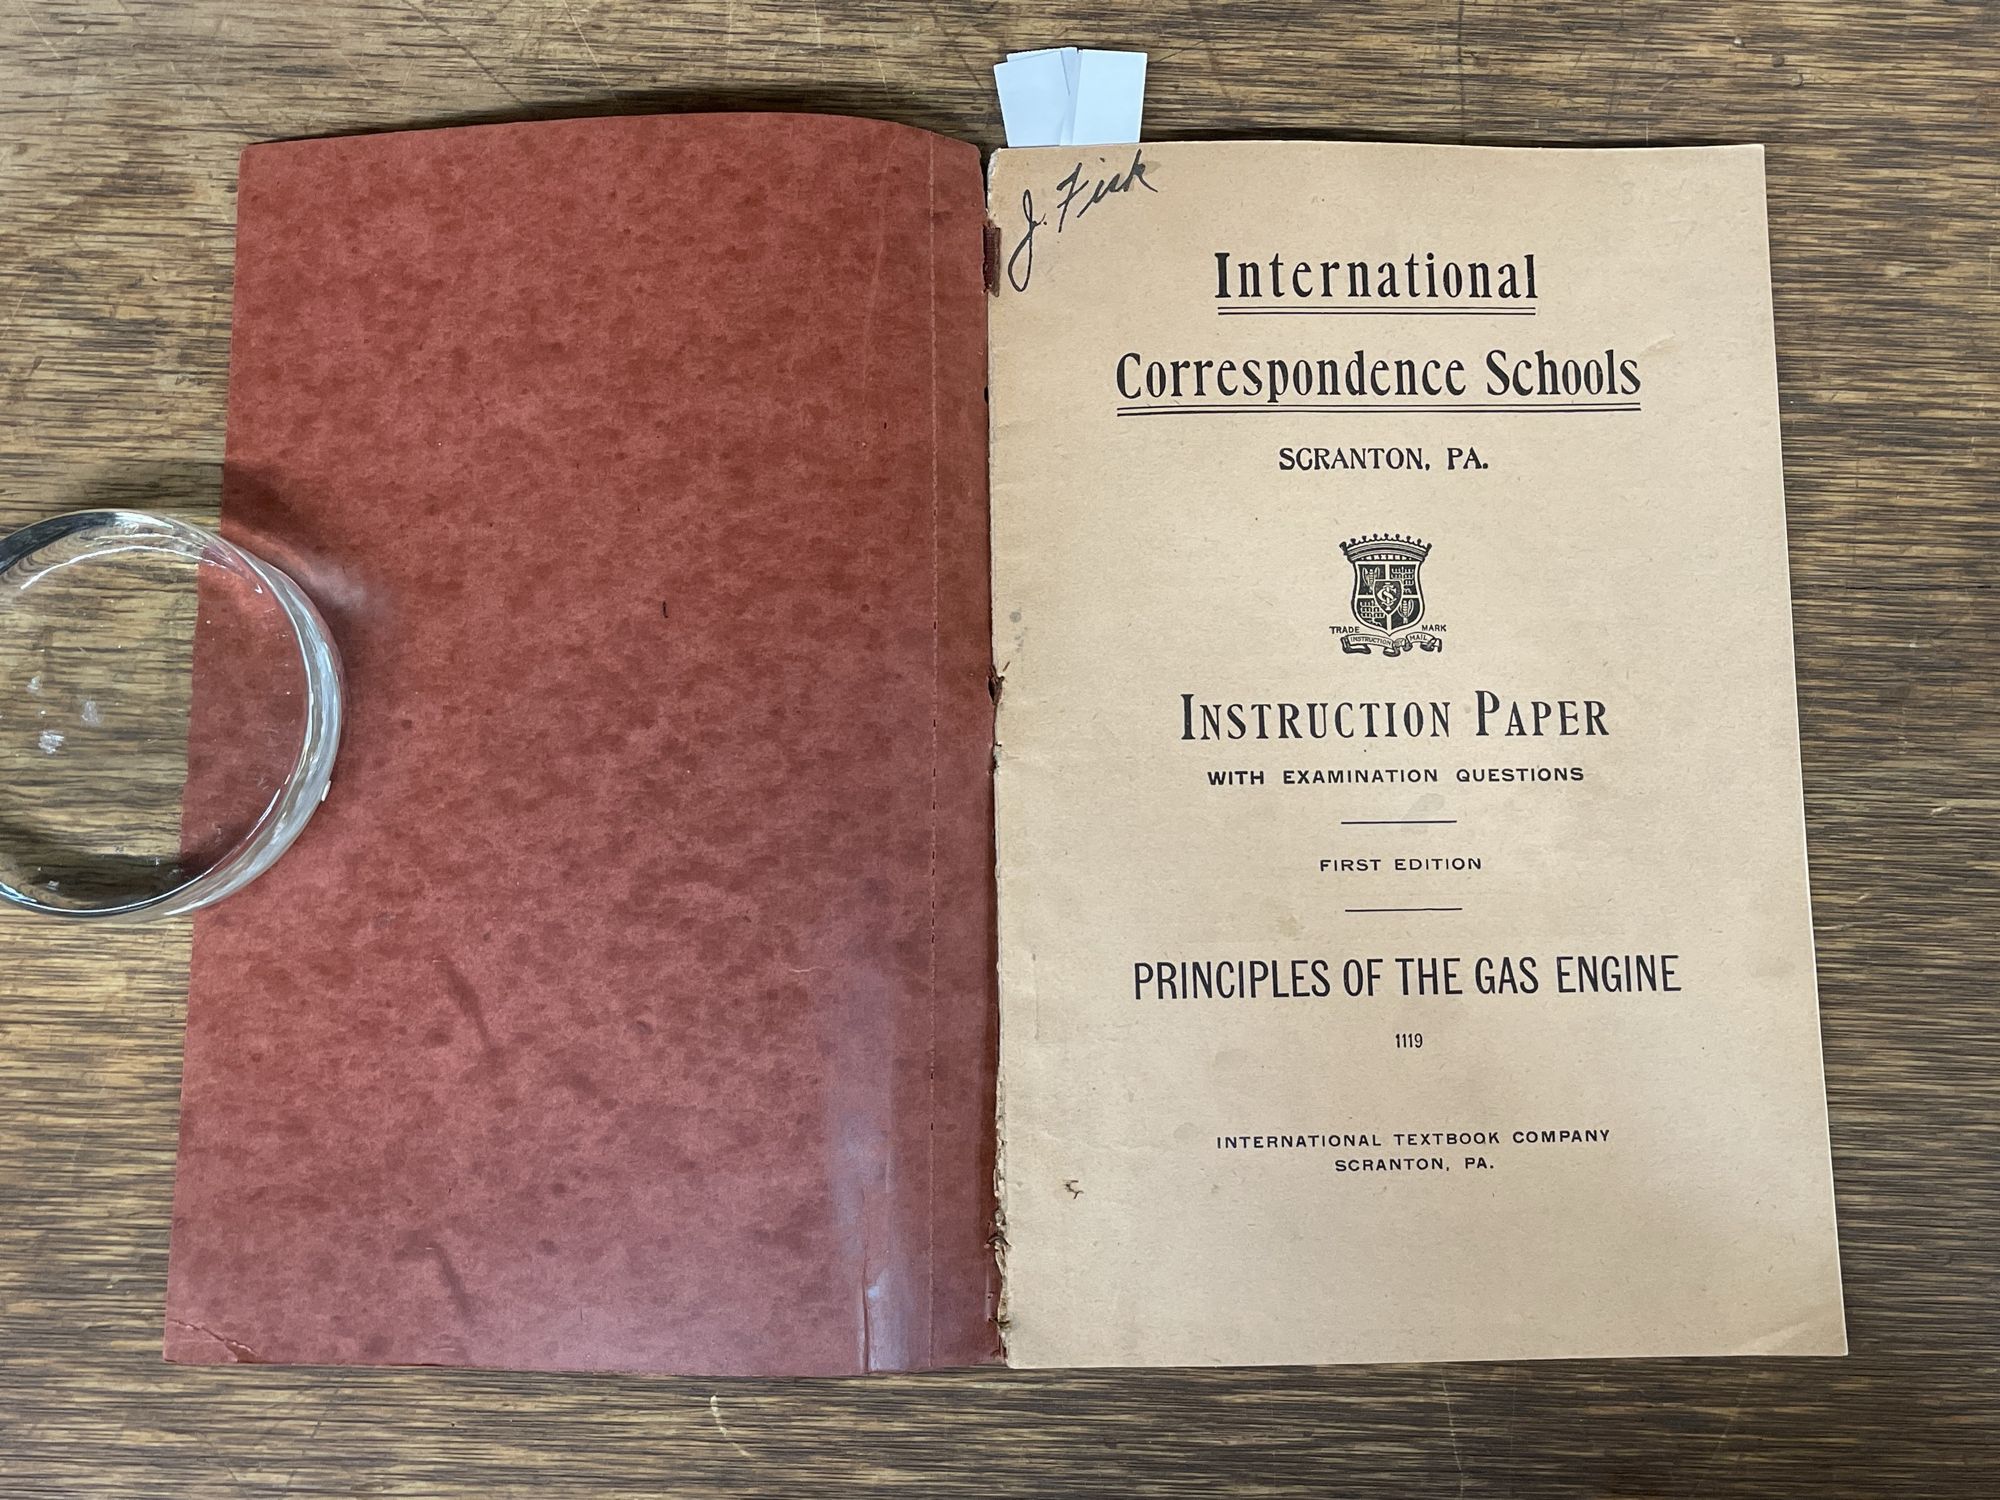 J. Fisk
International
Correspondence Schools
SCRANTON, PA.
TRADE MARK
INSTRUCTION BY MAIL
INSTRUCTION PAPER
WITH EXAMINATION QUESTIONS
FIRST EDITION
PRINCIPLES OF THE GAS ENGINE
1119
INTERNATIONAL TEXTBOOK COMPANY
SCRANTON, PA.